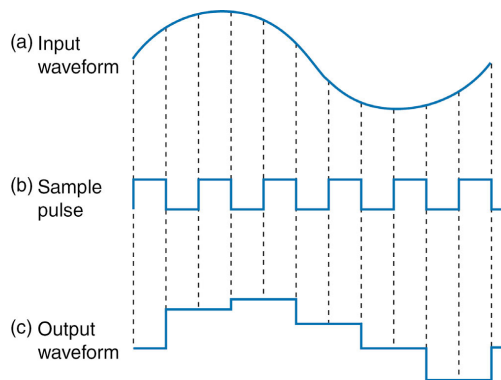 (a) Input
waveform
(b) Sample
pulse
(c) Output
waveform